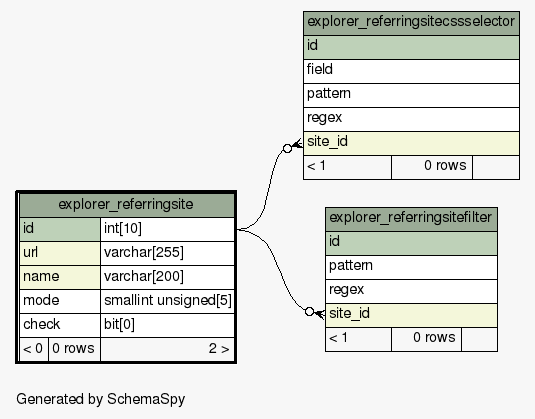 explorer_referringsitecssselector
id
field
pattern
regex
site_id
< 1 0 rows
explorer_referringsite
id int[10]
url varchar[255]
name varchar[200]
mode smallint unsigned[5]
check bit[0]
< 0 0 rows 2 >
explorer_referringsitefilter
id
pattern
regex
site_id
< 1 0 rows
Generated by SchemaSpy